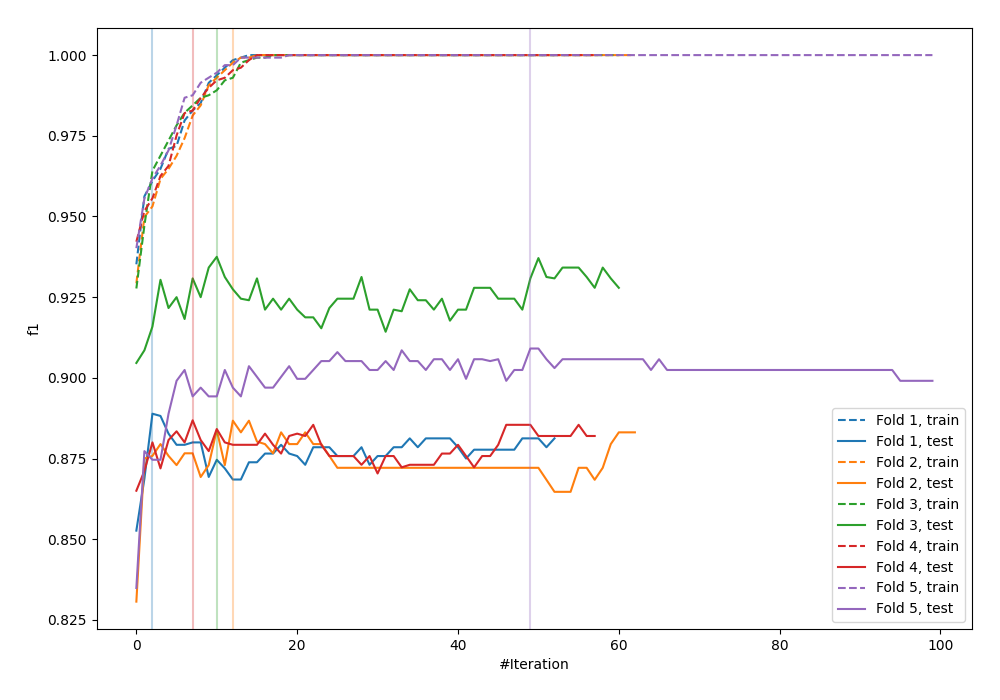 1.000
0.975
0.950
0.925
0.900
0.875
0.850
0.825
f1
0 20 40 60 80 100
#Iteration
Fold 1, train
Fold 1, test
Fold 2, train
Fold 2, test
Fold 3, train
Fold 3, test
Fold 4, train
Fold 4, test
Fold 5, train
Fold 5, test